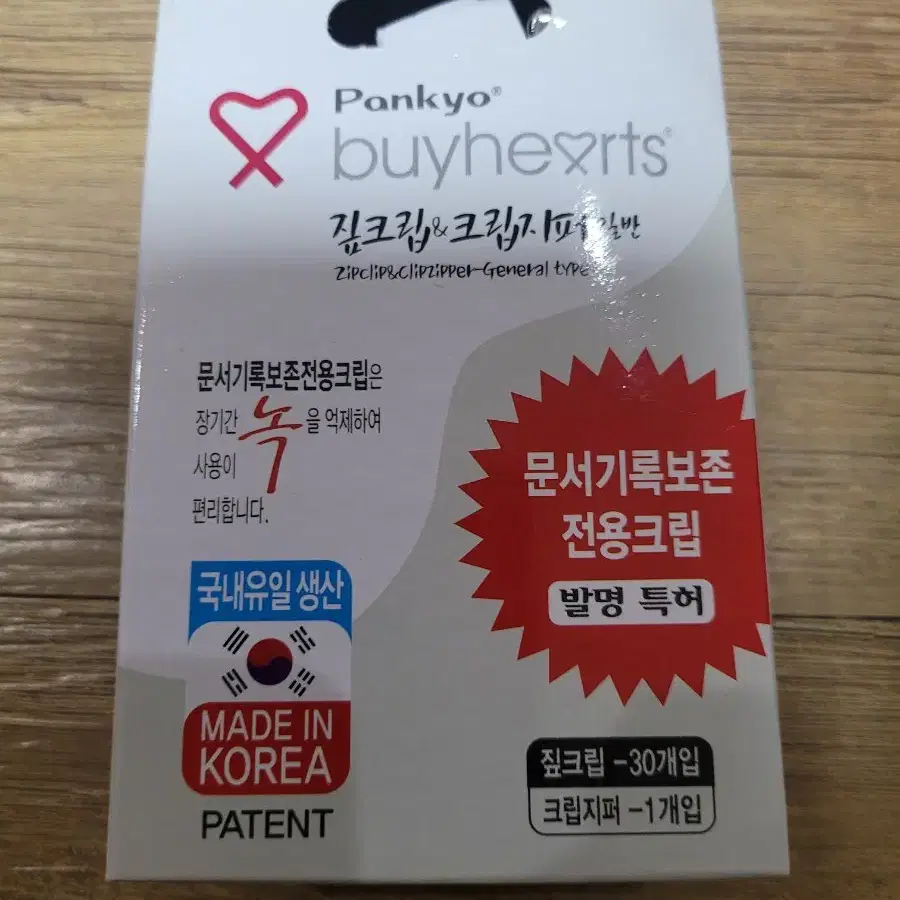 Pankyo®
buyhearts®
짚크립&크립지퍼-일반
ZipClip&ClipZipper-General type
문서기록보존전용크립은
장기간 녹을 억제하여
사용이
편리합니다.
문서기록보존
전용크립
발명 특허
국내유일 생산
MADE IN
KOREA
PATENT
짚크립 -30개입
크립지퍼 -1개입